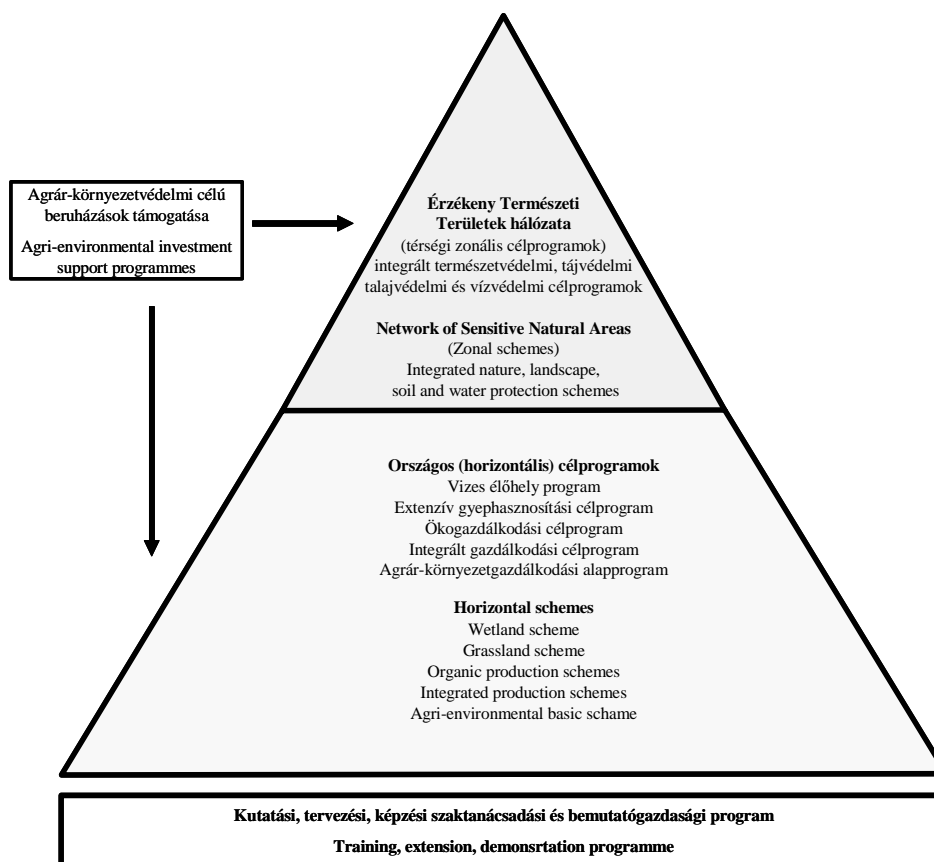 Agrár-környezetvédelmi célú
beruházások támogatása
Agri-environmental investment
support programmes
Érzékeny Természeti
Területek hálózata
(térségi zonális célprogramok)
integrált természetvédelmi, tájvédelmi
talajvédelmi és vízvédelmi célprogramok
Network of Sensitive Natural Areas
(Zonal schemes)
Integrated nature, landscape,
soil and water protection schemes
Országos (horizontális) célprogramok
Vizes élőhely program
Extenzív gyephasznosítási célprogram
Ökogazdálkodási célprogram
Integrált gazdálkodási célprogram
Agrár-környezetgazdálkodási alapprogram
Horizontal schemes
Wetland scheme
Grassland scheme
Organic production schemes
Integrated production schemes
Agri-environmental basic schame
Kutatási, tervezési, képzési szaktanácsadási és bemutatógazdasági program
Training, extension, demonsrtation programme